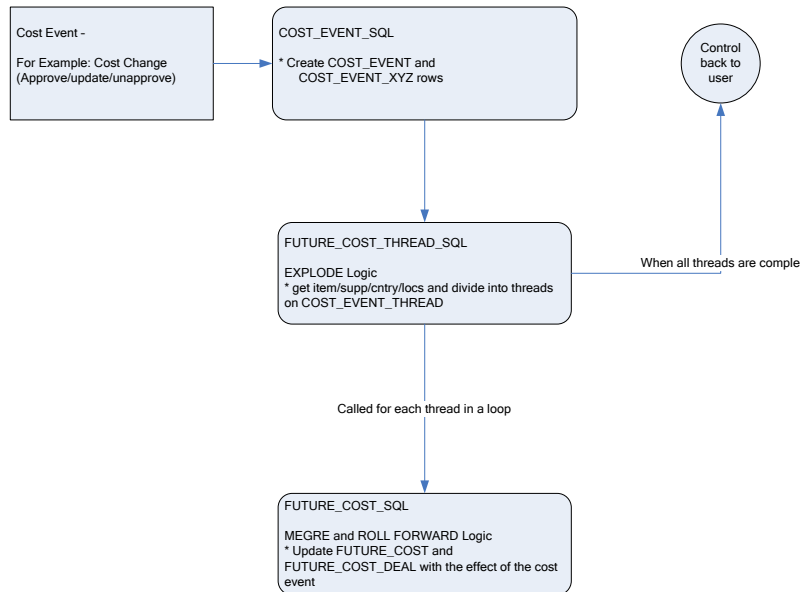 Cost Event -
For Example: Cost Change
(Approve/update/unapprove)
COST_EVENT_SQL
* Create COST_EVENT and
COST_EVENT_XYZ rows
Control
back to
user
FUTURE_COST_THREAD_SQL
EXPLODE Logic
* get item/supp/cntry/locs and divide into threads
on COST_EVENT_THREAD
When all threads are comple
Called for each thread in a loop
FUTURE_COST_SQL
MEGRE and ROLL FORWARD Logic
* Update FUTURE_COST and
FUTURE_COST_DEAL with the effect of the cost
event